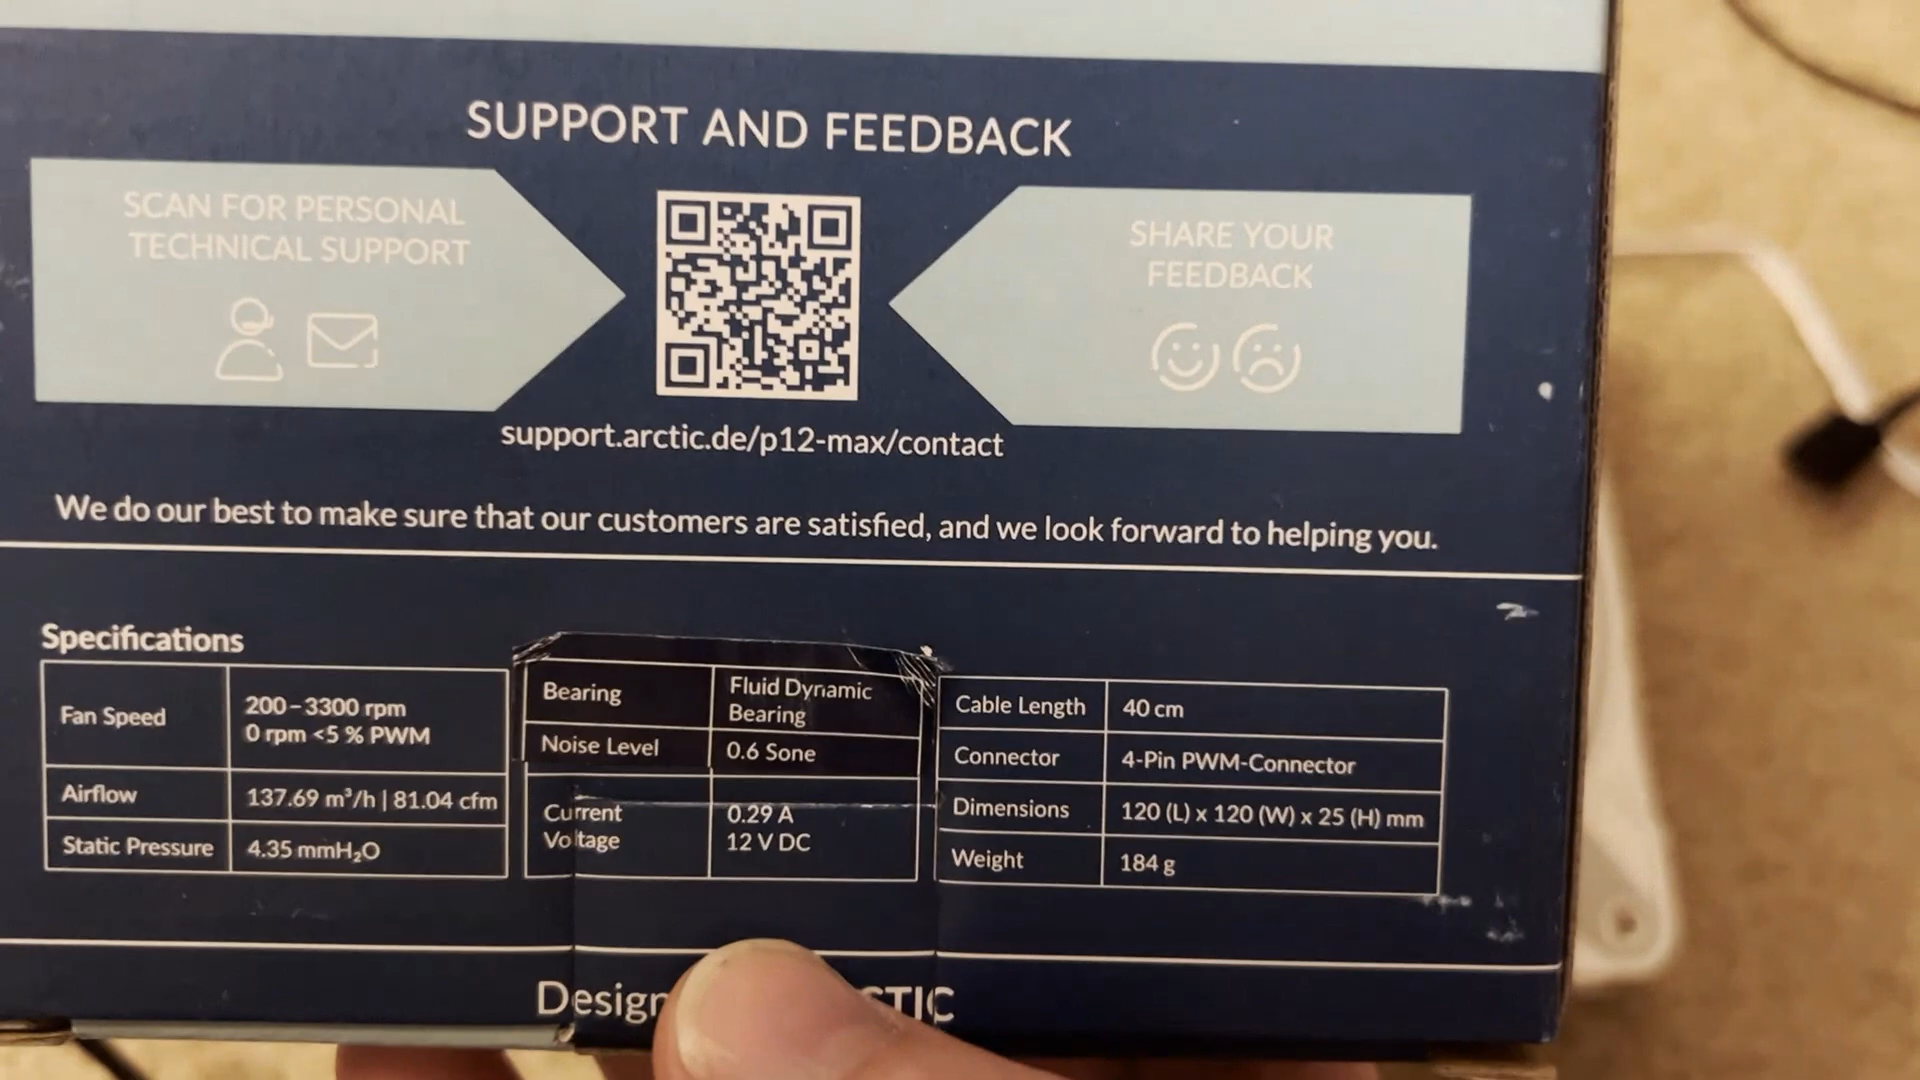 SUPPORT AND FEEDBACK
SCAN FOR PERSONAL
TECHNICAL SUPPORT
SHARE YOUR
FEEDBACK
support.arctic.de/p12-max/contact
We do our best to make sure that our customers are satisfied, and we look forward to helping you.
Specifications
Fan Speed
200–3300 rpm
0 rpm <5 % PWM
Airflow
137.69 m³/h | 81.04 cfm
Static Pressure
4.35 mmH₂O
Bearing
Fluid Dynamic
Bearing
Noise Level
0.6 Sone
Current
0.29 A
Voltage
12 V DC
Cable Length
40 cm
Connector
4-Pin PWM-Connector
Dimensions
120 (L) x 120 (W) x 25 (H) mm
Weight
184 g